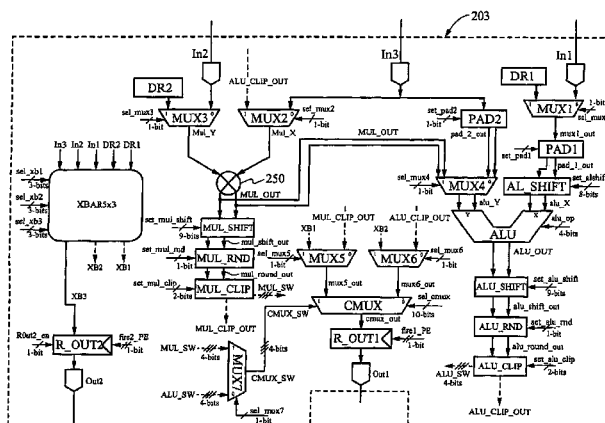 203
In2
In3
In1
ALU_CLIP_OUT
DR2
DR1
sel_mux3
1-bit
MUX3
MUX2
sel_mux2
1-bit
set_pad2
1-bit
PAD2
MUX1
1-bit
sel_mux
Mul_Y
Mul_X
MUL_OUT
pad_2_out
mux1_out
set_pad1
PAD1
pad_1_out
In3 In2 In1 DR2 DR1
sel_xb1
3-bits
sel_xb2
3-bits
sel_xb3
3-bits
XBAR5x3
250
MUL_OUT
sel_mux4
1-bit
MUX4
AL_SHIFT
set_alshift
8-bits
alu_Y
alu_X
Y
X
alu_op
4-bits
ALU
ALU_OUT
set_mul_shift
9-bits
MUL_SHIFT
mul_shift_out
set_mul_rnd
1-bit
MUL_RND
mul_round_out
set_mul_clip
2-bits
MUL_CLIP
MUL_SW
MUL_CLIP_OUT
MUL_CLIP_OUT
ALU_CLIP_OUT
XB1
XB2
sel_mux5
1-bit
MUX5
MUX6
sel_mux6
1-bit
mux5_out
mux6_out
XB2
XB1
XB3
CMUX
sel_cmux
10-bits
CMUX_SW
cmux_out
4-bits
ALU_SHIFT
set_alu_shift
9-bits
alu_shift_out
ALU_RND
set_alu_rnd
1-bit
alu_round_out
ALU_CLIP
set_alu_clip
2-bits
ALU_SW
4-bits
ALU_CLIP_OUT
ROut2_en
1-bit
R_OUT2
fire2_PE
1-bit
Out2
MUL_SW
4-bits
ALU_SW
4-bits
MUX7
CMUX_SW
sel_mux7
1-bit
R_OUT1
fire1_PE
1-bit
Out1